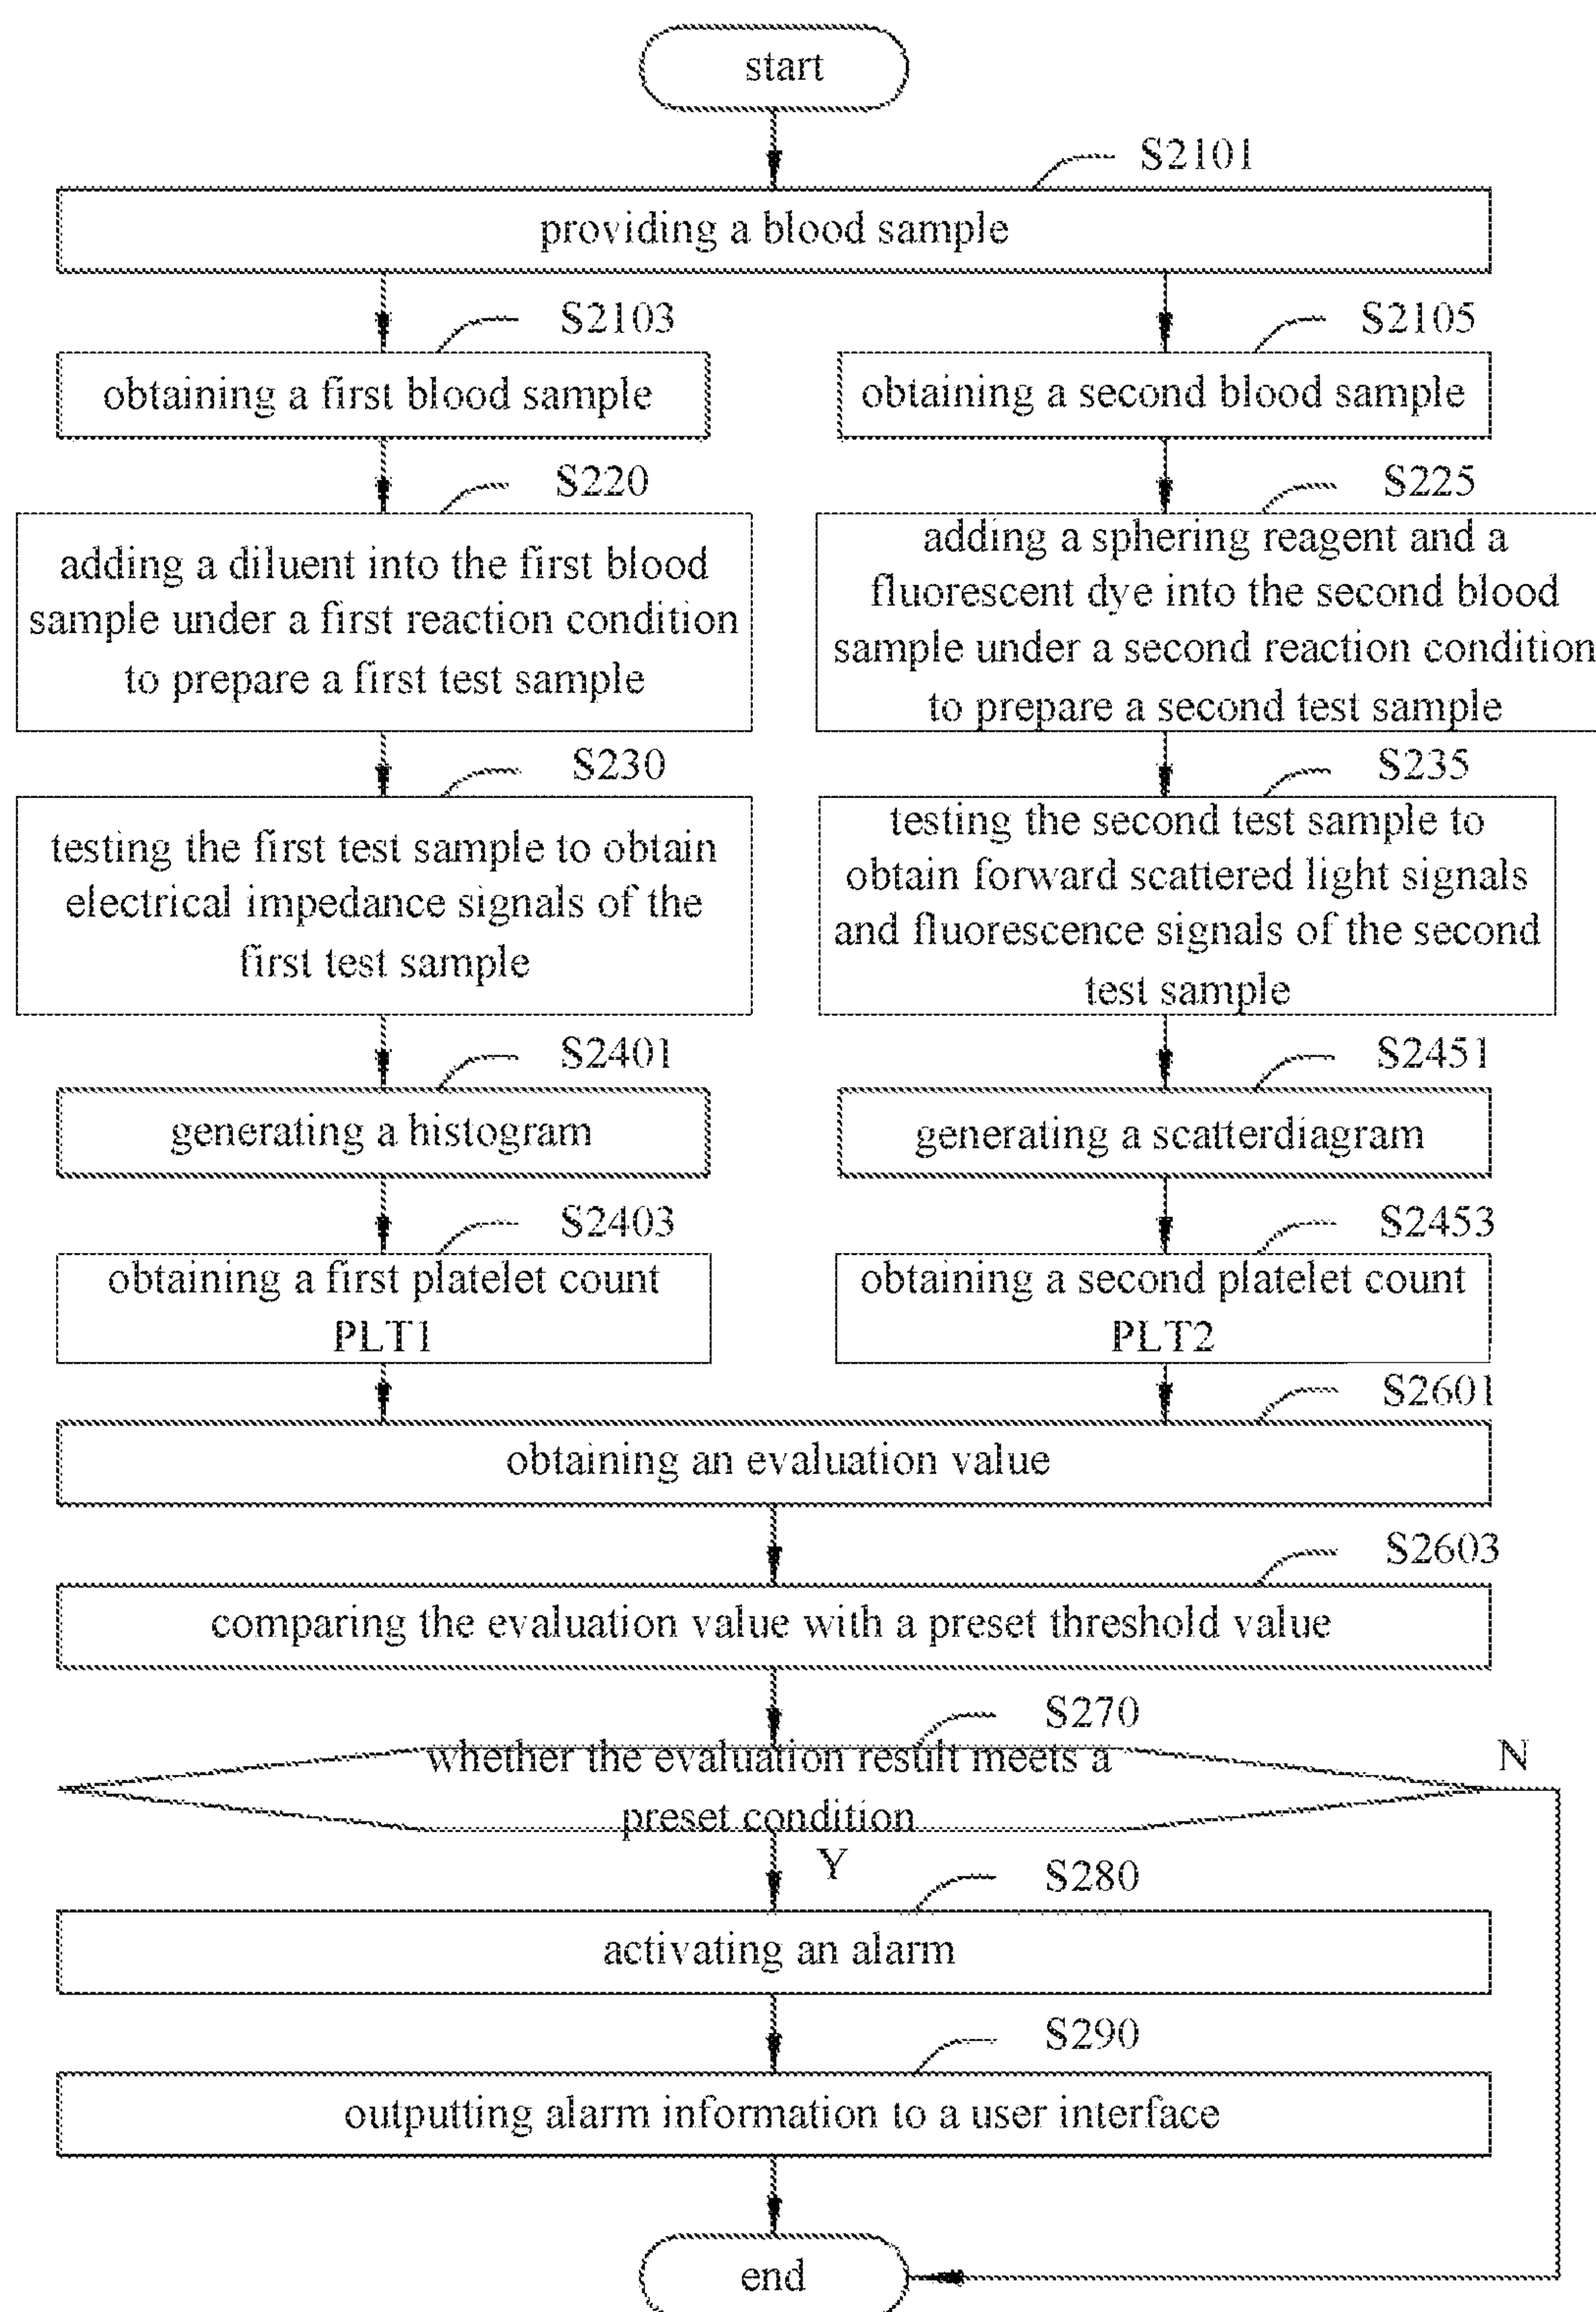 start
S2101
providing a blood sample
S2103
S2105
obtaining a first blood sample
obtaining a second blood sample
S220
S225
adding a diluent into the first blood
sample under a first reaction condition
to prepare a first test sample
adding a sphering reagent and a
fluorescent dye into the second blood
sample under a second reaction condition
to prepare a second test sample
S230
S235
testing the first test sample to obtain
electrical impedance signals of the
first test sample
testing the second test sample to
obtain forward scattered light signals
and fluorescence signals of the second
test sample
S2401
S2451
generating a histogram
generating a scatterdiagram
S2403
S2453
obtaining a first platelet count
PLT1
obtaining a second platelet count
PLT2
S2601
obtaining an evaluation value
S2603
comparing the evaluation value with a preset threshold value
S270
whether the evaluation result meets a
preset condition
N
Y
S280
activating an alarm
S290
outputting alarm information to a user interface
end